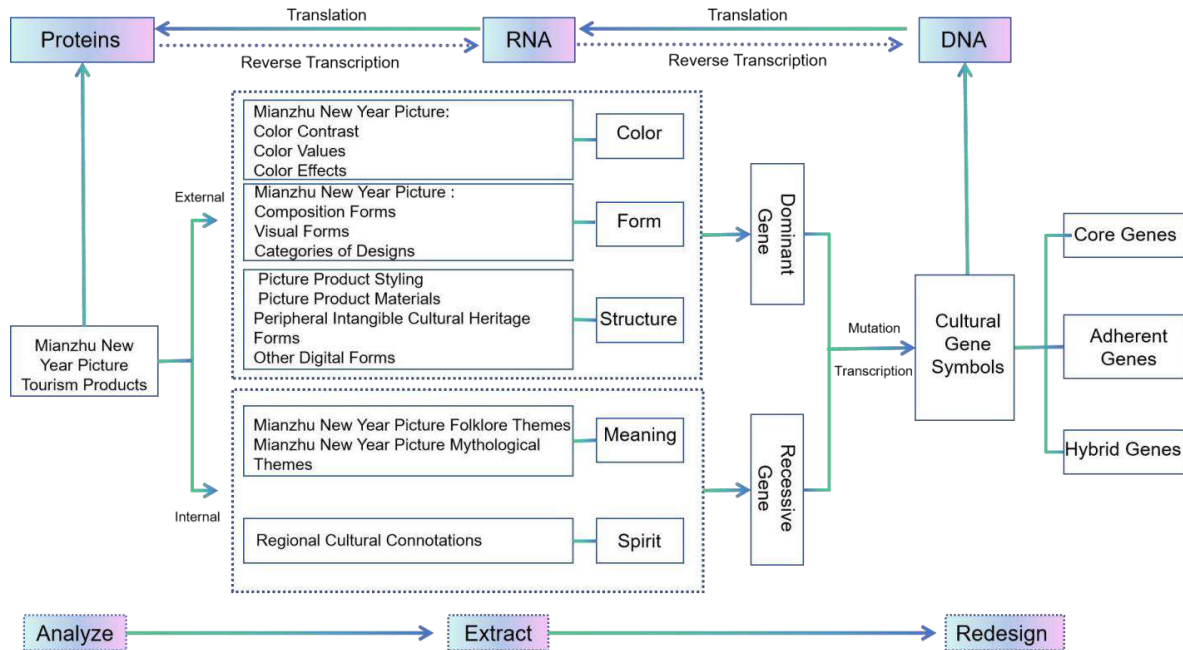 Translation
Translation
Proteins
RNA
DNA
Reverse Transcription
Reverse Transcription
Mianzhu New Year Picture:
Color Contrast
Color Values
Color Effects
Color
External
Mianzhu New Year Picture :
Composition Forms
Visual Forms
Categories of Designs
Form
Picture Product Styling
Picture Product Materials
Peripheral Intangible Cultural Heritage
Forms
Other Digital Forms
Structure
Mianzhu New
Year Picture
Tourism Products
Dominant
Gene
Mutation
Transcription
Cultural
Gene
Symbols
Core Genes
Adherent
Genes
Hybrid Genes
Mianzhu New Year Picture Folklore Themes
Mianzhu New Year Picture Mythological
Themes
Meaning
Recessive
Gene
Internal
Regional Cultural Connotations
Spirit
Analyze
Extract
Redesign